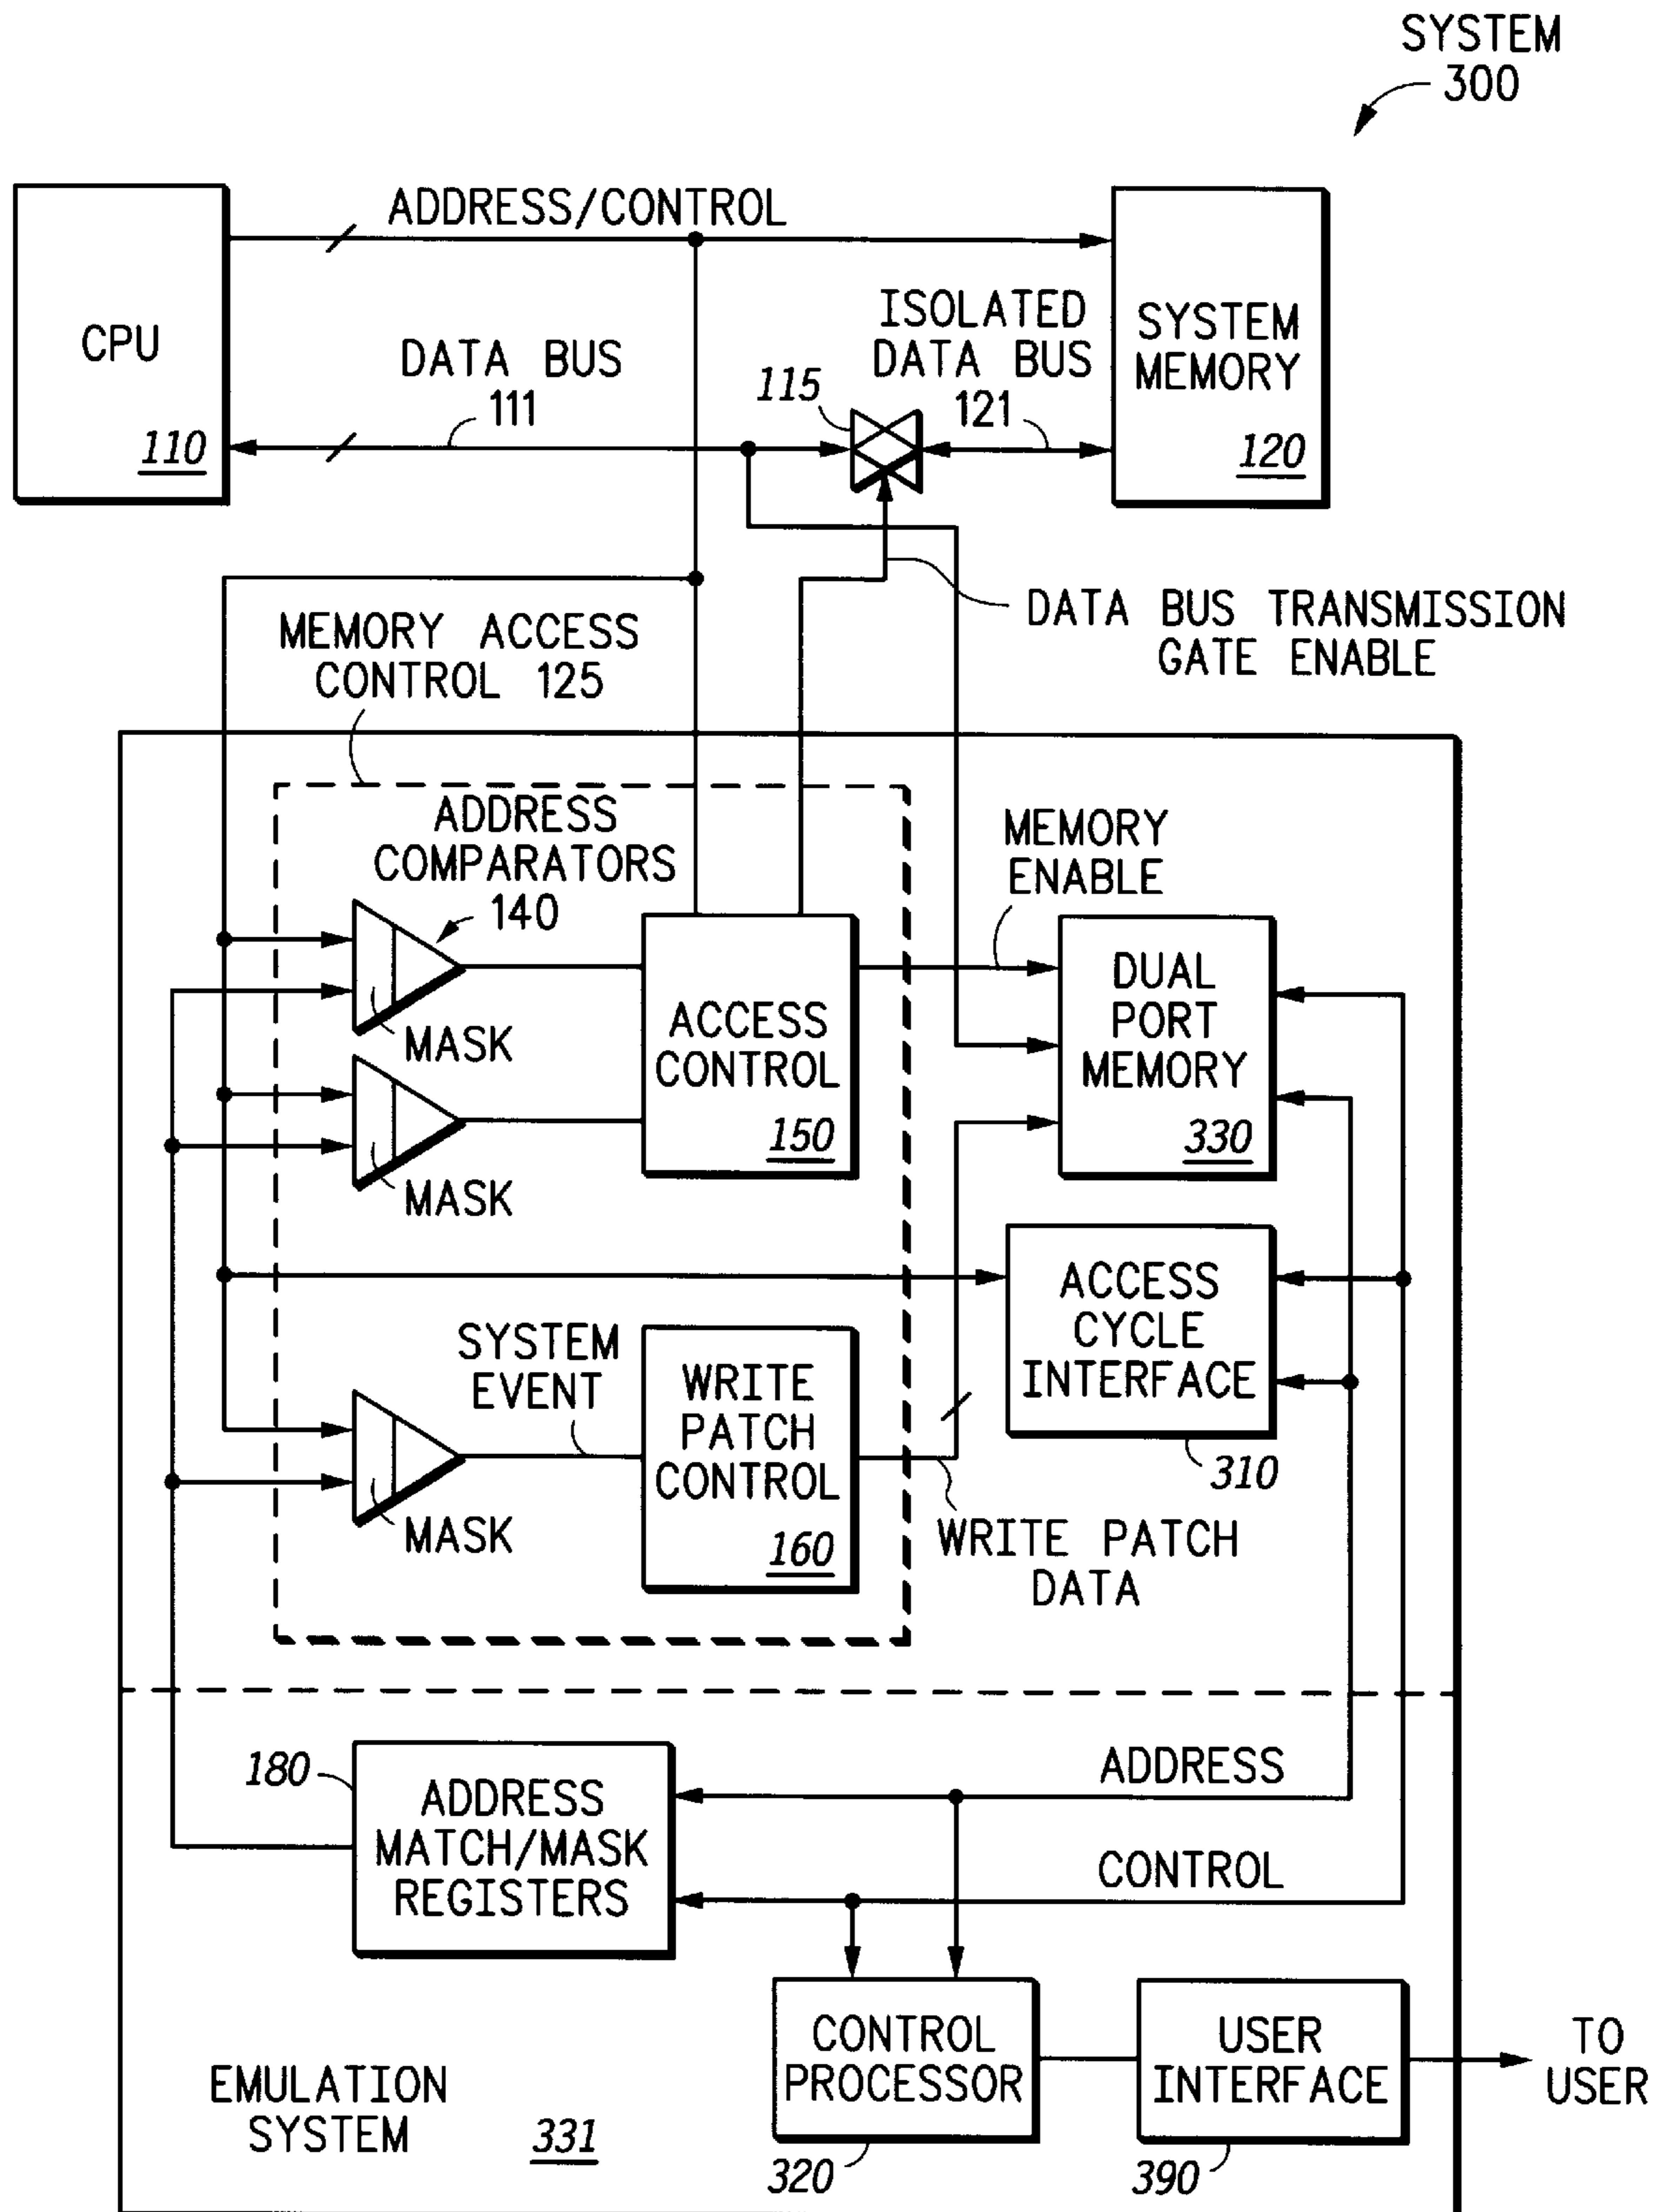 SYSTEM
300
ADDRESS/CONTROL
CPU
110
DATA BUS
111
115
ISOLATED
DATA BUS
121
SYSTEM
MEMORY
120
DATA BUS TRANSMISSION
GATE ENABLE
MEMORY ACCESS
CONTROL 125
ADDRESS
COMPARATORS
140
MASK
MASK
ACCESS
CONTROL
150
MEMORY
ENABLE
DUAL
PORT
MEMORY
330
ACCESS
CYCLE
INTERFACE
310
SYSTEM
EVENT
MASK
WRITE
PATCH
CONTROL
160
WRITE PATCH
DATA
180
ADDRESS
MATCH/MASK
REGISTERS
ADDRESS
CONTROL
CONTROL
PROCESSOR
320
USER
INTERFACE
390
TO
USER
EMULATION
SYSTEM
331